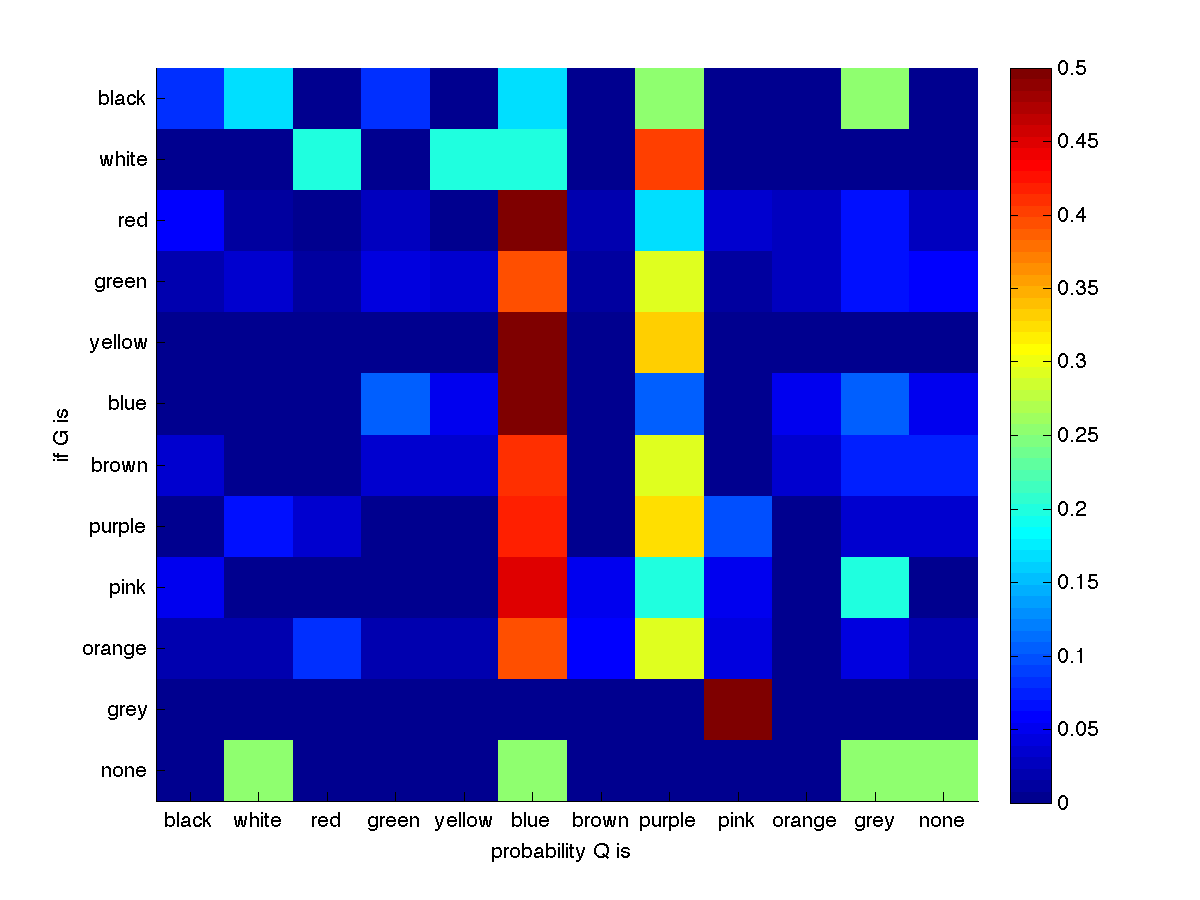 black
white
red
green
yellow
blue
brown
purple
pink
orange
grey
none
if G is
black white red green yellow blue brown purple pink orange grey none
probability Q is
0.5
0.45
0.4
0.35
0.3
0.25
0.2
0.15
0.1
0.05
0